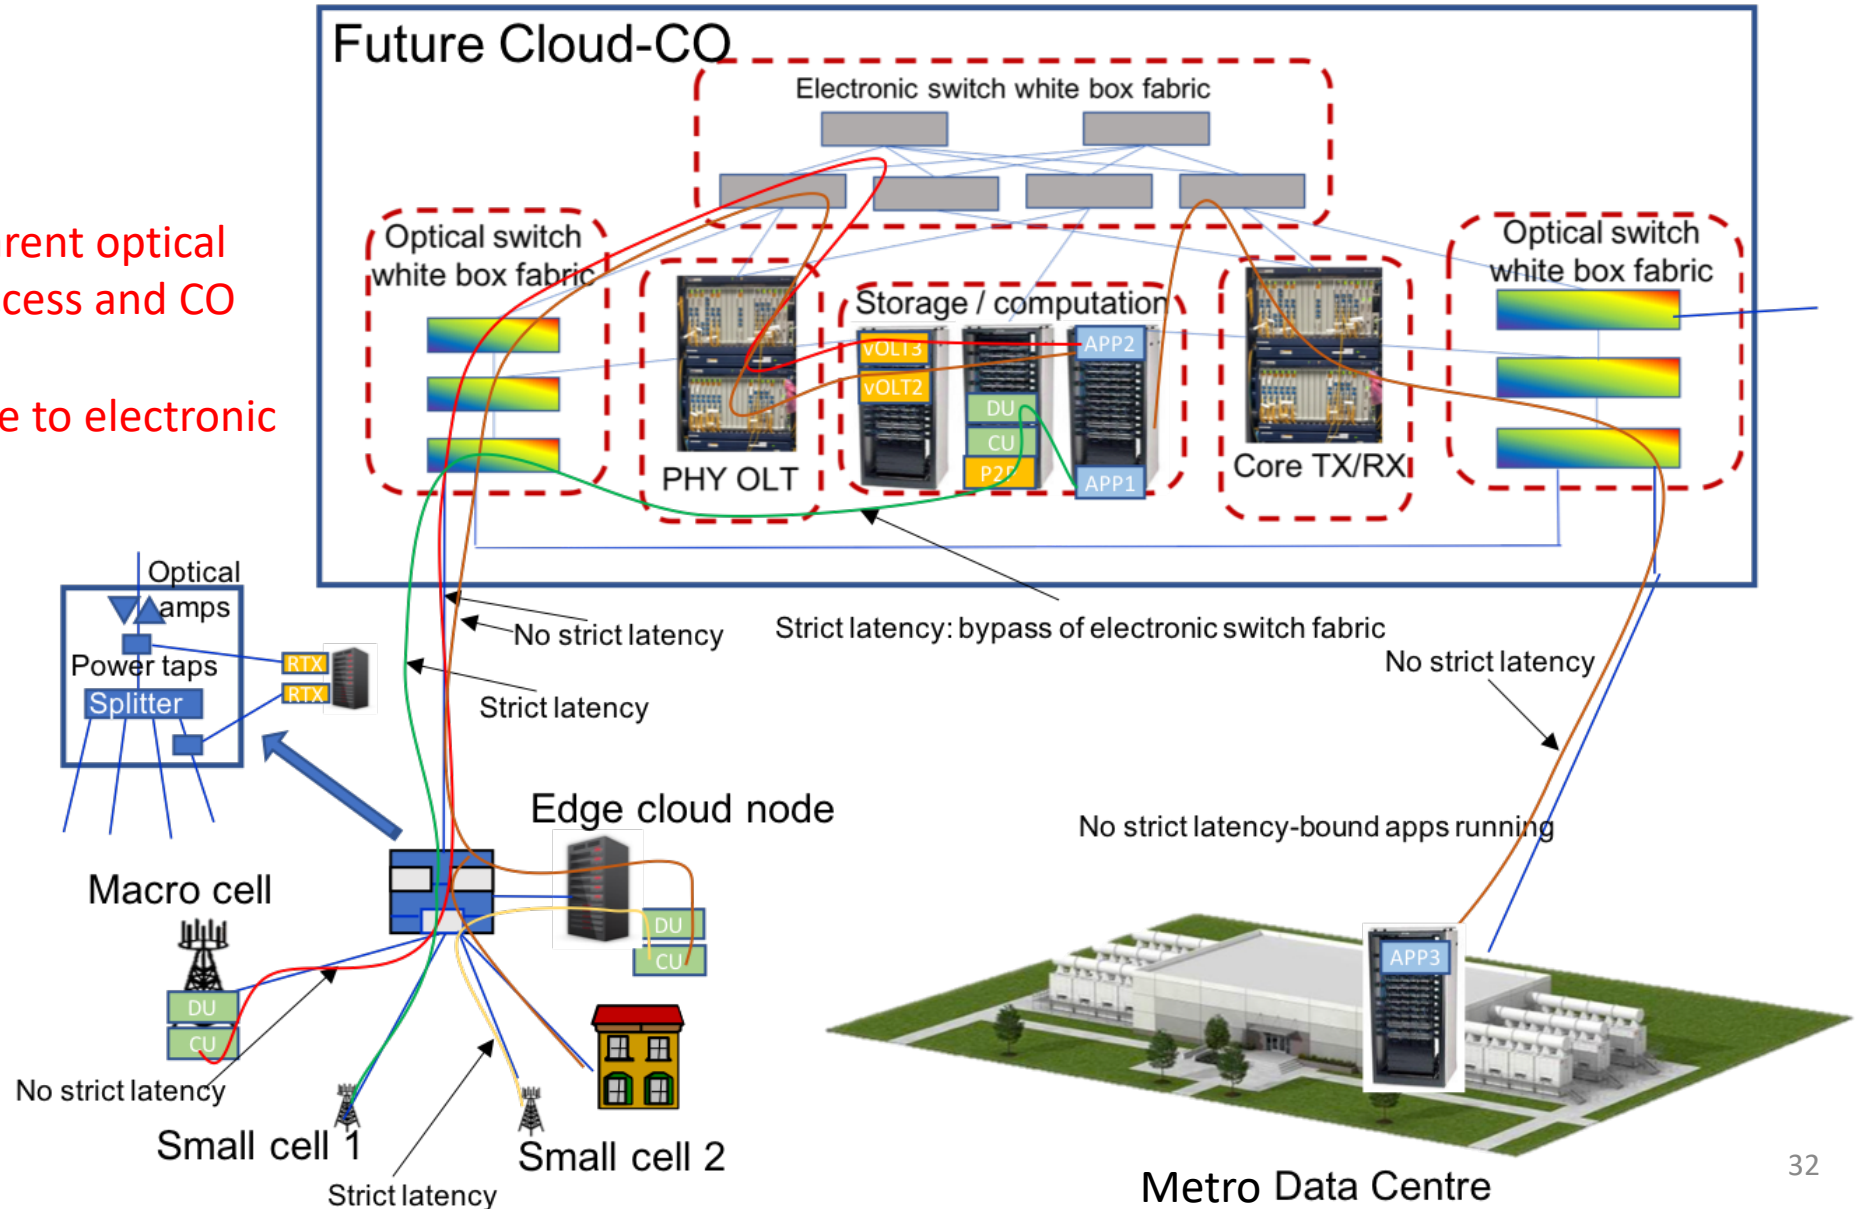 Future Cloud-CO
Electronic switch white box fabric
Optical switch
white box fabric
Optical switch
white box fabric
arent optical
cess and CO
e to electronic
Storage / computation
vOLT3
vOLT2
DU
CU
P2P
APP2
APP1
PHY OLT
Core TX/RX
Optical
amps
Power taps
Splitter
RTX
RTX
No strict latency
Strict latency: bypass of electronic switch fabric
No strict latency
Strict latency
Edge cloud node
No strict latency-bound apps running
Macro cell
DU
CU
DU
CU
APP3
No strict latency
Small cell 1
Small cell 2
Strict latency
Metro Data Centre
32